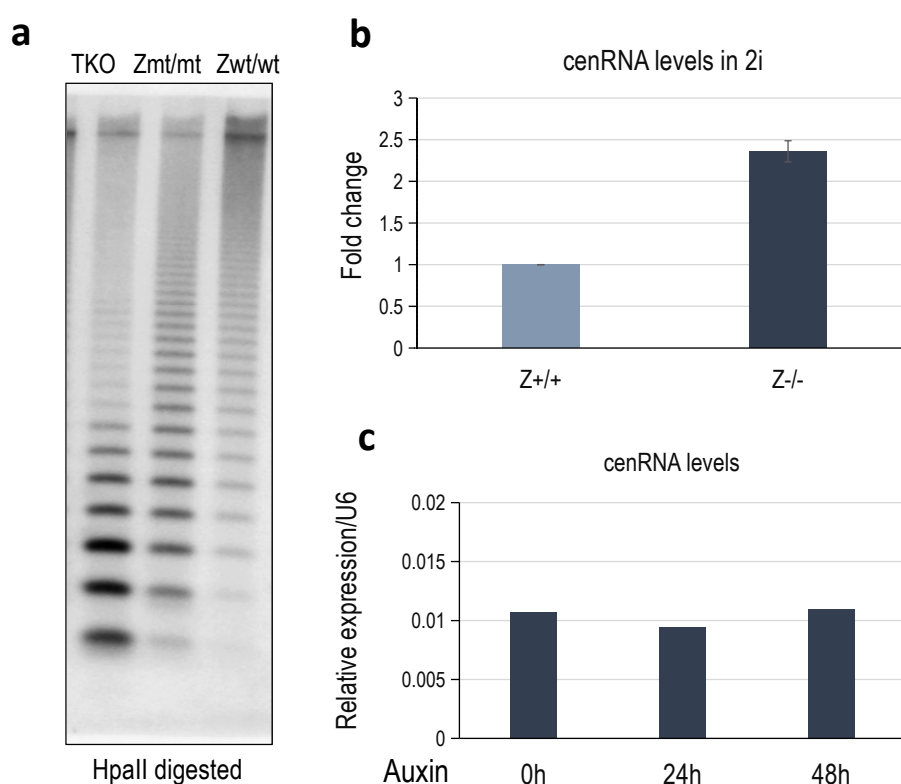 a
TKO Zmt/mt Zwt/wt
HpaII digested
b
cenRNA levels in 2i
Fold change
3
2.5
2
1.5
1
0.5
0
Z+/+ Z-/-
c
cenRNA levels
Relative expression/U6
0.02
0.015
0.01
0.005
0
Auxin 0h 24h 48h